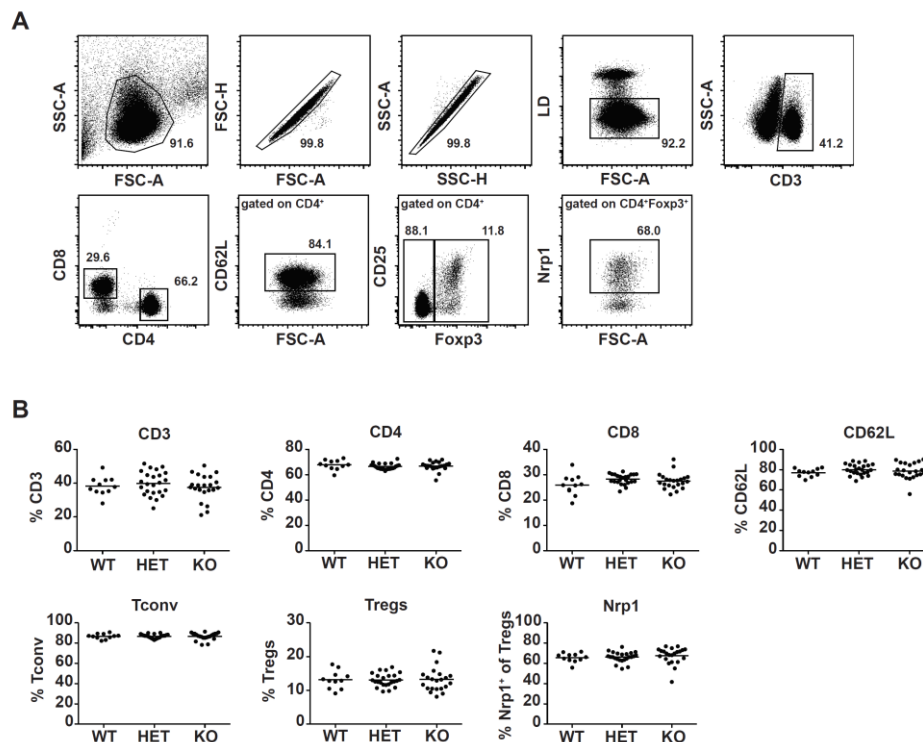 A
SSC-A
91.6
FSC-A
FSC-H
99.8
FSC-A
SSC-A
99.8
SSC-H
LD
92.2
FSC-A
SSC-A
41.2
CD3
CD8
29.6
66.2
CD4
gated on CD4+
CD62L
84.1
FSC-A
gated on CD4+
CD25
88.1 11.8
Foxp3
gated on CD4+Foxp3+
Nrp1
68.0
FSC-A
B
CD3
% CD3
60
40
20
0
WT HET KO
CD4
% CD4
80
60
40
20
0
WT HET KO
CD8
% CD8
40
30
20
10
0
WT HET KO
CD62L
% CD62L
100
80
60
40
20
0
WT HET KO
Tconv
% Tconv
100
80
60
40
20
0
WT HET KO
Tregs
% Tregs
30
20
10
0
WT HET KO
Nrp1
% Nrp1+ of Tregs
100
80
60
40
20
0
WT HET KO